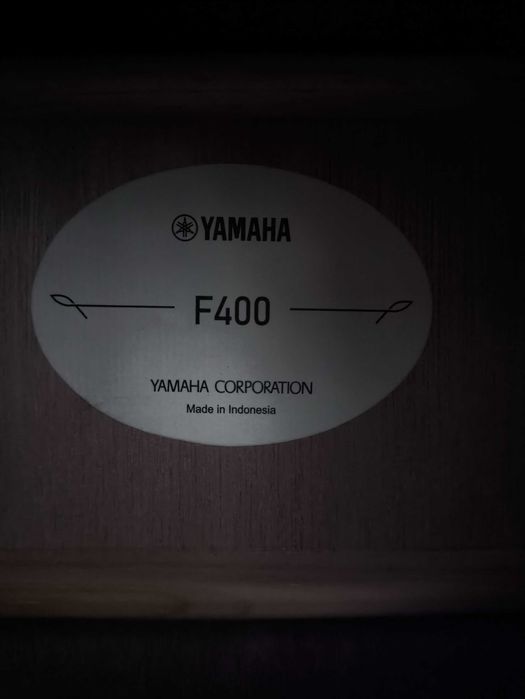 YAMAHA
F400
YAMAHA CORPORATION
Made in Indonesia